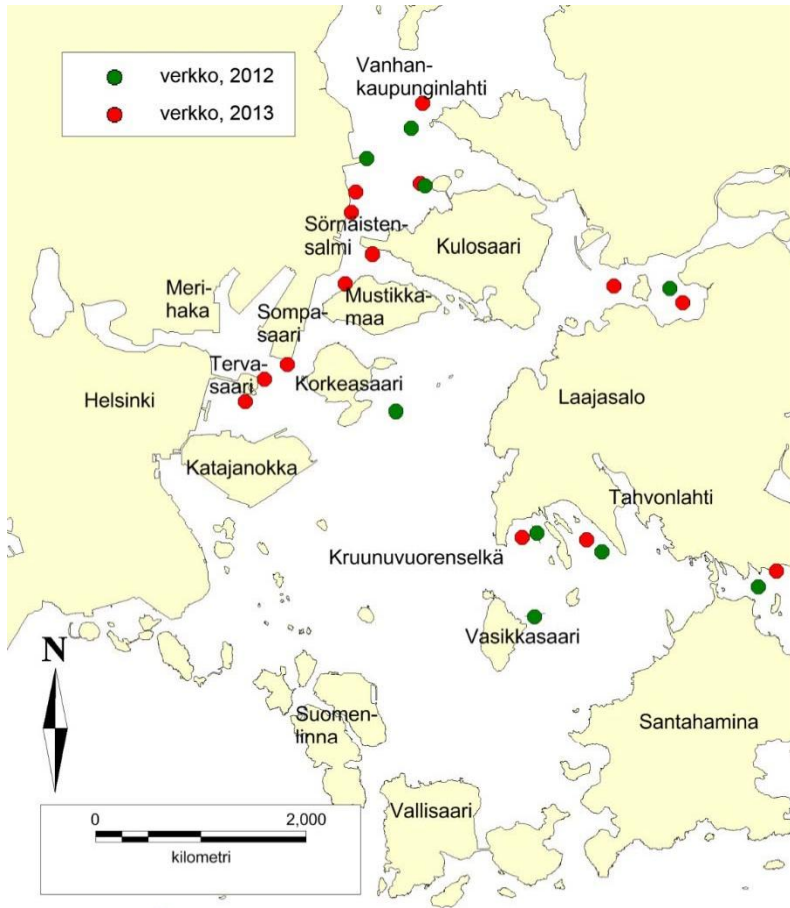 verkko, 2012
verkko, 2013
Vanhan-
kaupunginlahti
Sörnäisten-
salmi
Kulosaari
Meri-
haka
Sompa-
saari
Mustikka-
maa
Terva-
saari
Korkeasaari
Helsinki
Laajasalo
Katajanokka
Tahvonlahti
Kruunuvuorenselkä
Vasikkasaari
N
Suomen-
linna
Santahamina
Vallisaari
0 2,000
kilometri